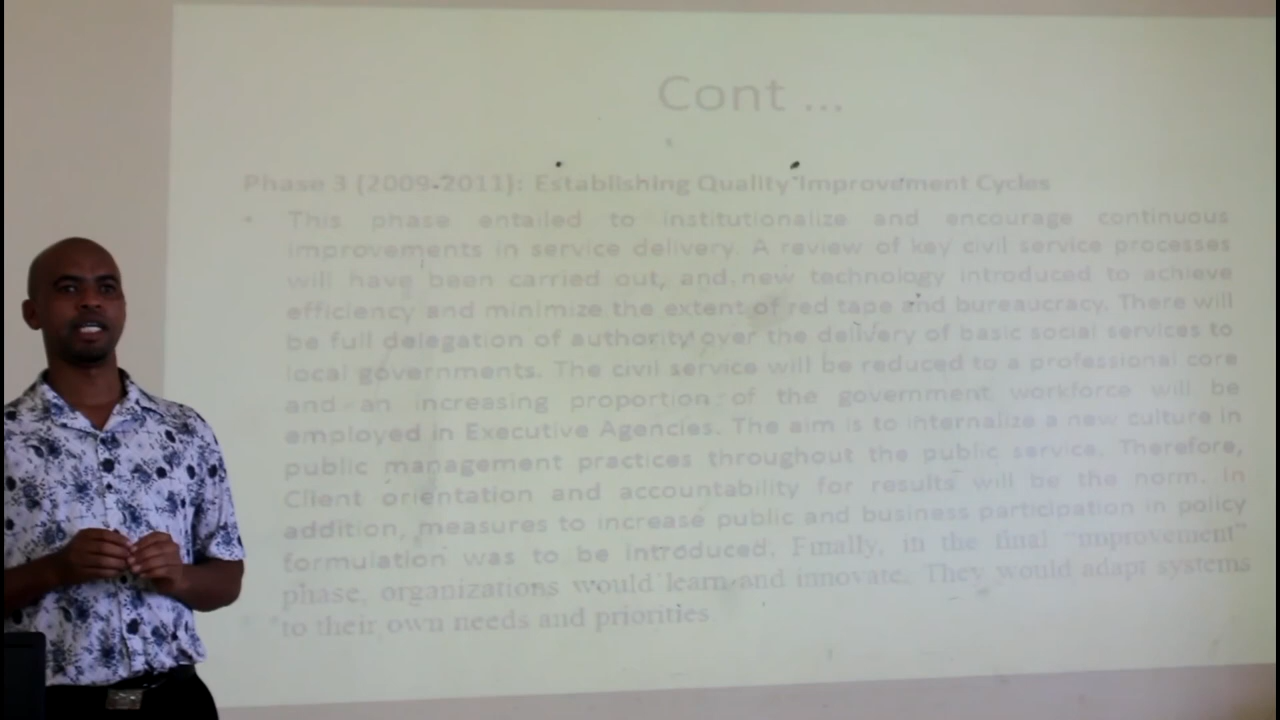 Cont ...
Phase 3 (2009-2011): Establishing Quality Improvement Cycles
• This phase entailed to institutionalize and encourage continuous
improvements in service delivery. A review of key civil service processes
will have been carried out, and new technology introduced to achieve
efficiency and minimize the extent of red tape and bureaucracy. There will
be full delegation of authority over the delivery of basic social services to
local governments. The civil service will be reduced to a professional core
and an increasing proportion of the government workforce will be
employed in Executive Agencies. The aim is to internalize a new culture in
public management practices throughout the public service. Therefore,
Client orientation and accountability for results will be the norm. In
addition, measures to increase public and business participation in policy
formulation was to be introduced. Finally, in the final "improvement"
phase, organizations would learn and innovate. They would adapt systems
to their own needs and priorities.